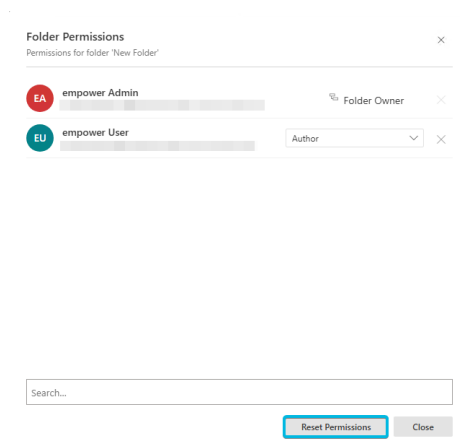 Folder Permissions
Permissions for folder 'New Folder'
EA
empower Admin
Folder Owner
EU
empower User
Author
Search...
Reset Permissions
Close